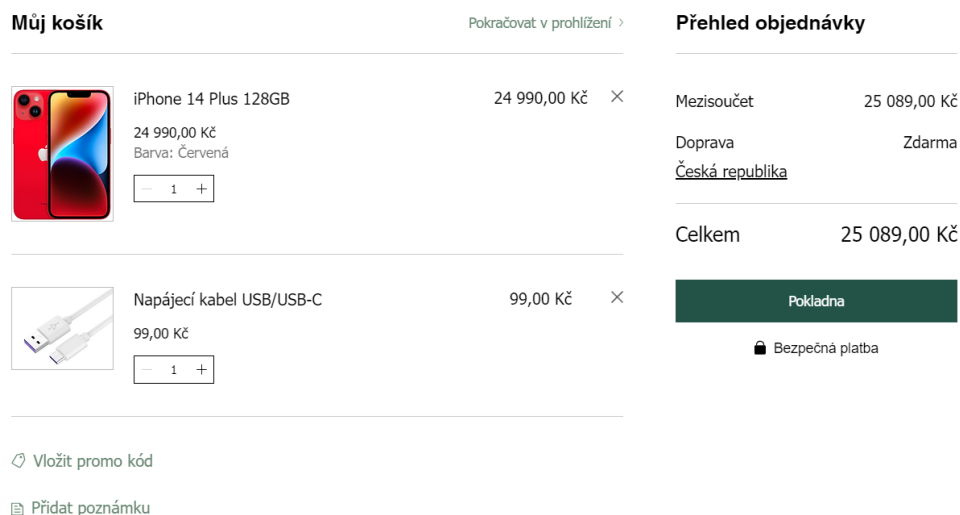 Můj košík
Pokračovat v prohlížení
iPhone 14 Plus 128GB
24 990,00 Kč
24 990,00 Kč
Barva: Červená
1
Napájecí kabel USB/USB-C
99,00 Kč
99,00 Kč
1
Vložit promo kód
Přidat poznámku
Přehled objednávky
Mezisoučet 25 089,00 Kč
Doprava Zdarma
Česká republika
Celkem 25 089,00 Kč
Pokladna
Bezpečná platba